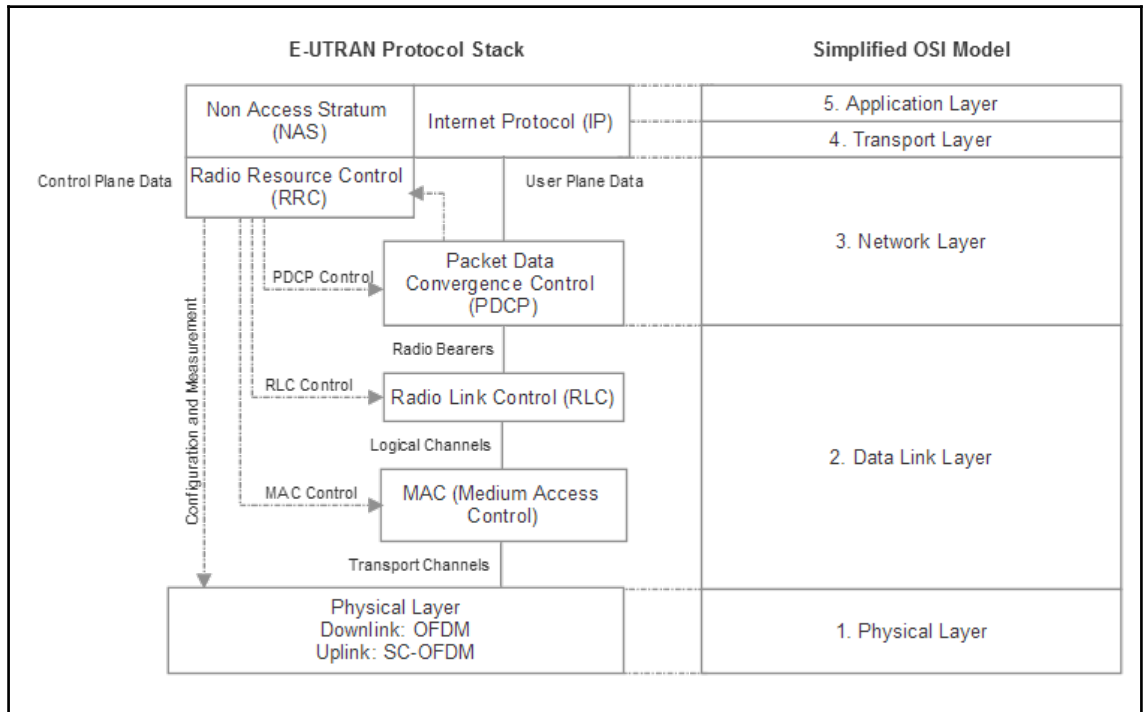 E-UTRAN Protocol Stack
Simplified OSI Model
Non Access Stratum
(NAS)
Internet Protocol (IP)
5. Application Layer
4. Transport Layer
Control Plane Data
Radio Resource Control
(RRC)
User Plane Data
3. Network Layer
PDCP Control
Packet Data
Convergence Control
(PDCP)
Configuration and Measurement
Radio Bearers
RLC Control
Radio Link Control (RLC)
Logical Channels
2. Data Link Layer
MAC Control
MAC (Medium Access
Control)
Transport Channels
Physical Layer
Downlink: OFDM
Uplink: SC-OFDM
1. Physical Layer